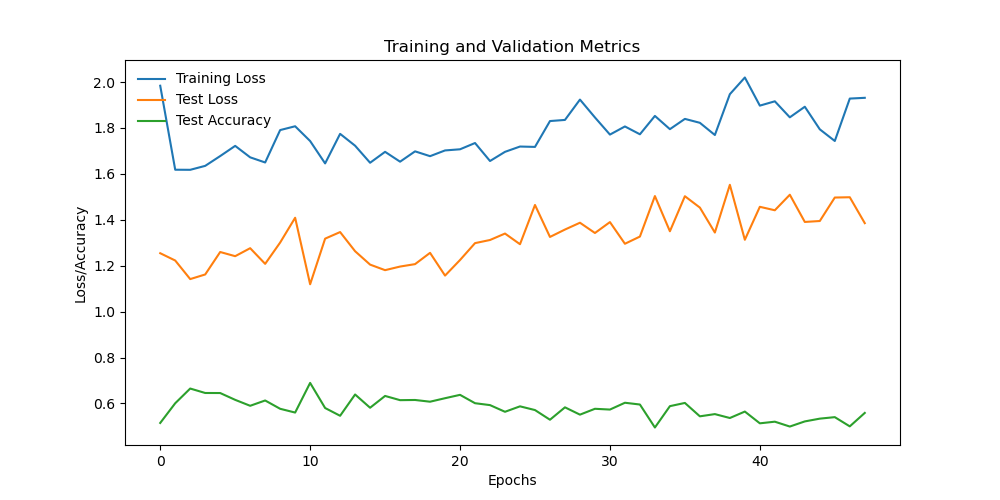 Training and Validation Metrics
Training Loss
Test Loss
Test Accuracy
2.0
1.8
1.6
1.4
1.2
1.0
0.8
0.6
Loss/Accuracy
0 10 20 30 40
Epochs